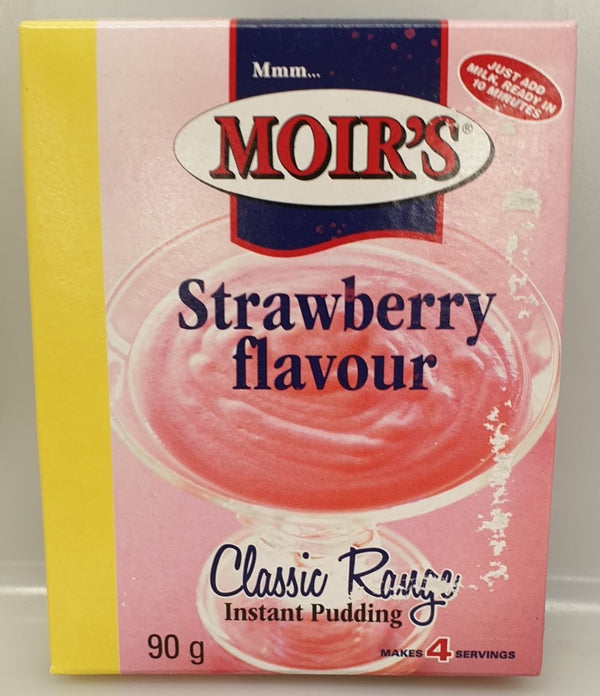 Mmm...
JUST ADD
MILK, READY IN
10 MINUTES
MOIR'S®
Strawberry
flavour
Classic Range
Instant Pudding
90 g
MAKES 4 SERVINGS